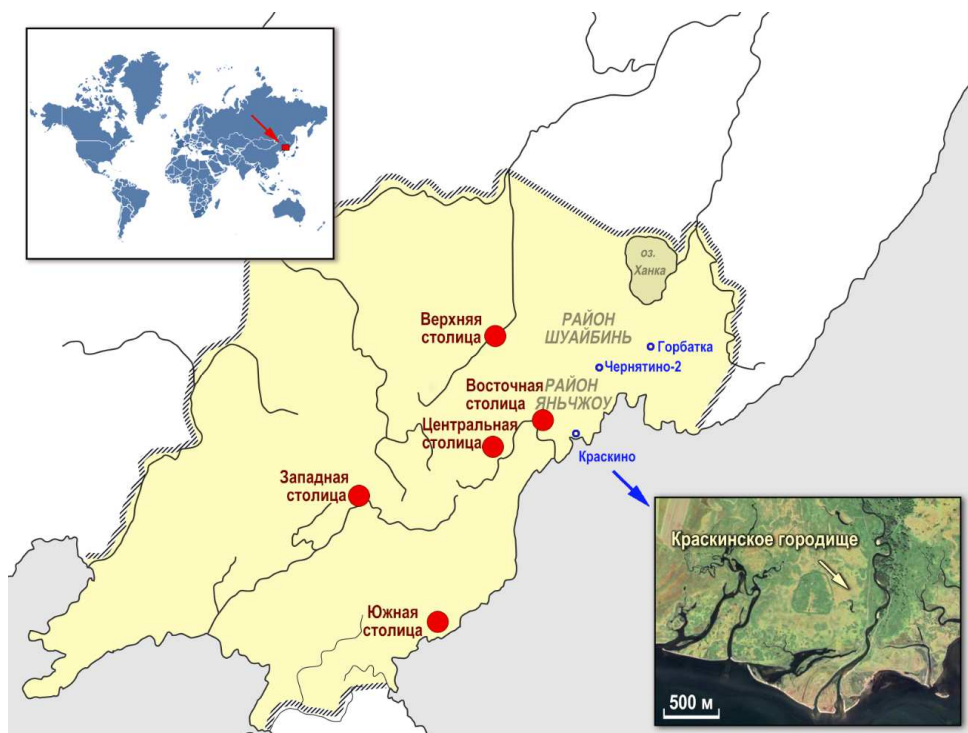 оз.
Ханка
Верхняя
столица
РАЙОН
ШУАЙБИНЬ
Горбатка
Чернятино-2
Восточная
столица
РАЙОН
ЯНЬЧЖОУ
Центральная
столица
Краскино
Западная
столица
Краскинское городище
Южная
столица
500 м